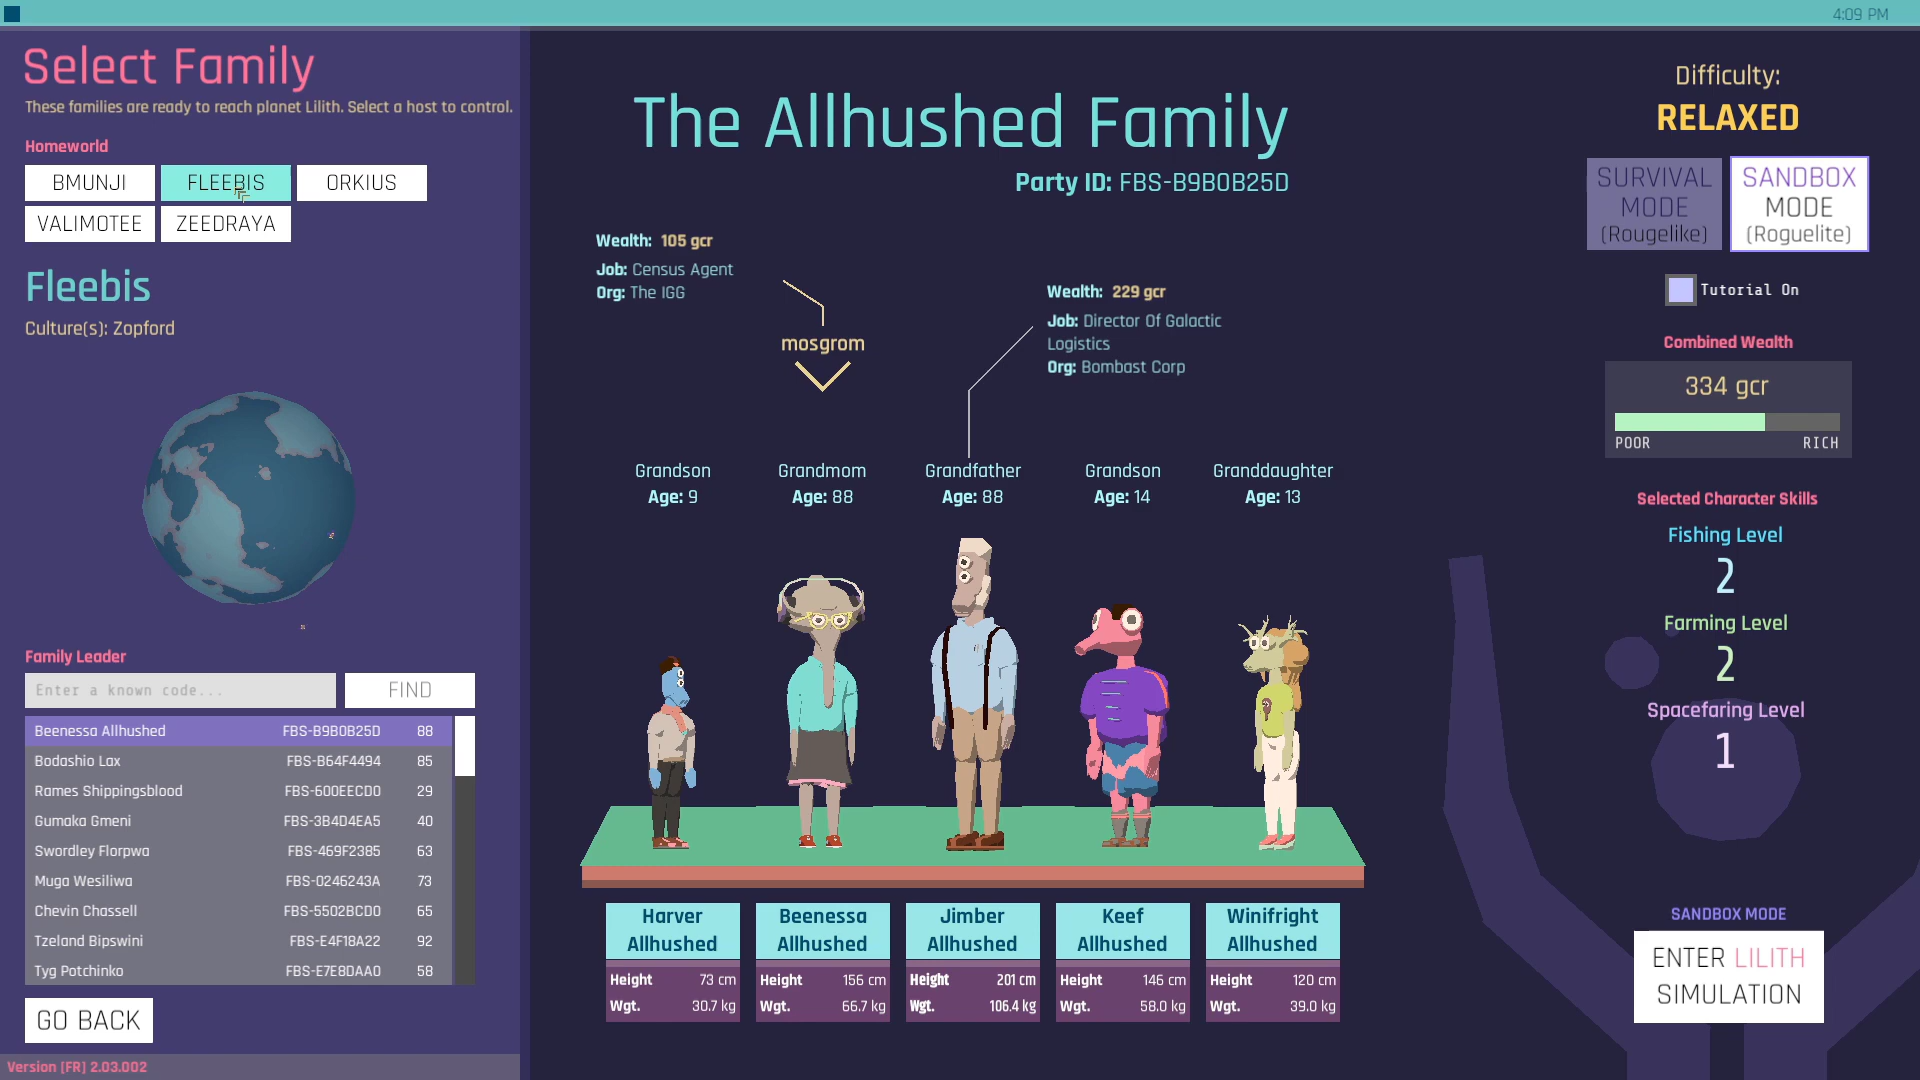 4:09 PM
Select Family
These families are ready to reach planet Lilith. Select a host to control.
Homeworld
BMUNJI
FLEEBIS
ORKIUS
VALIMOTEE
ZEEDRAYA
Fleebis
Culture(s): Zopford
Family Leader
Enter a known code...
FIND
Beenessa Allhushed FBS-B9B0B25D 88
Bodashio Lax FBS-B64F4494 85
Rames Shippingsblood FBS-600EECD0 29
Gumaka Gmeni FBS-3B4D4EA5 40
Swordley Florpwa FBS-469F2385 63
Muga Wesiliwa FBS-0246243A 73
Chevin Chassell FBS-5502BCD0 65
Tzeland Bipswini FBS-E4F18A22 92
Tyg Potchinko FBS-E7E8DAA0 58
GO BACK
Version [FR] 2.03.002
The Allhushed Family
Party ID: FBS-B9B0B25D
Wealth: 105 gcr
Job: Census Agent
Org: The IGG
mosgrom
Wealth: 229 gcr
Job: Director Of Galactic
Logistics
Org: Bombast Corp
Grandson
Age: 9
Grandmom
Age: 88
Grandfather
Age: 88
Grandson
Age: 14
Granddaughter
Age: 13
Harver
Allhushed
Height 73 cm
Wgt. 30.7 kg
Beenessa
Allhushed
Height 156 cm
Wgt. 66.7 kg
Jimber
Allhushed
Height 201 cm
Wgt. 106.4 kg
Keef
Allhushed
Height 146 cm
Wgt. 58.0 kg
Winifright
Allhushed
Height 120 cm
Wgt. 39.0 kg
Difficulty:
RELAXED
SURVIVAL
MODE
(Rougelike)
SANDBOX
MODE
(Roguelite)
Tutorial On
Combined Wealth
334 gcr
POOR RICH
Selected Character Skills
Fishing Level
2
Farming Level
2
Spacefaring Level
1
SANDBOX MODE
ENTER LILITH
SIMULATION